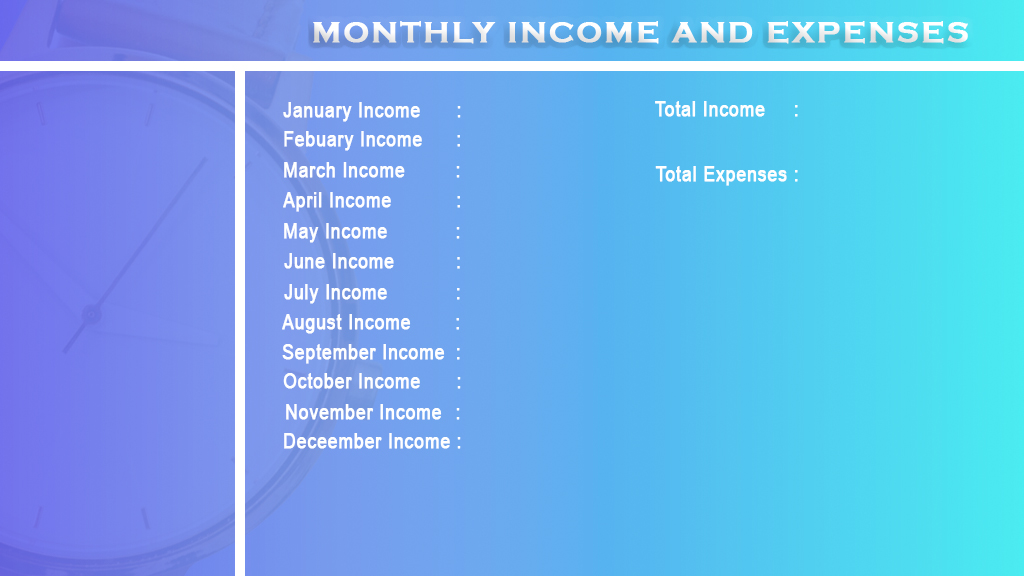 MONTHLY INCOME AND EXPENSES
January Income :
Febuary Income :
March Income :
April Income :
May Income :
June Income :
July Income :
August Income :
September Income :
October Income :
November Income :
Deceember Income :
Total Income :
Total Expenses :